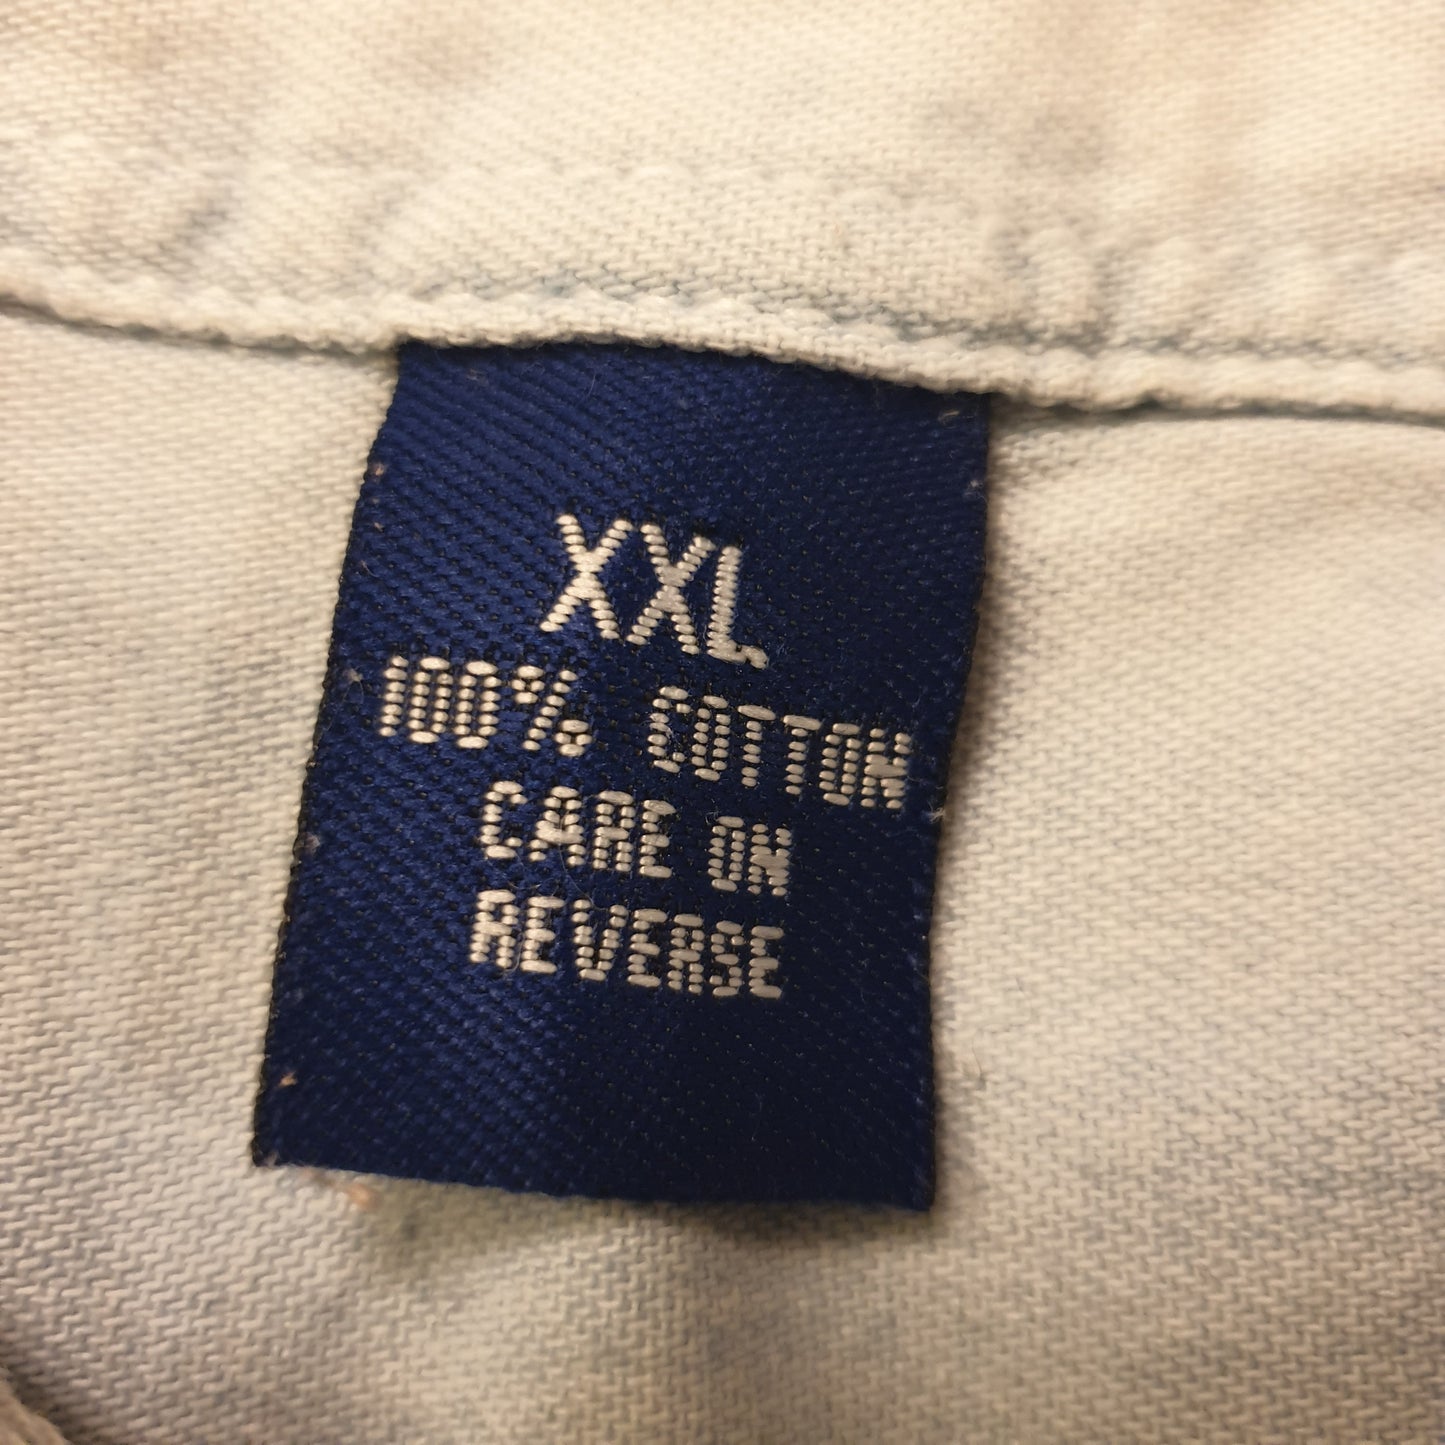 XXL
100% COTTON
CARE ON
REVERSE